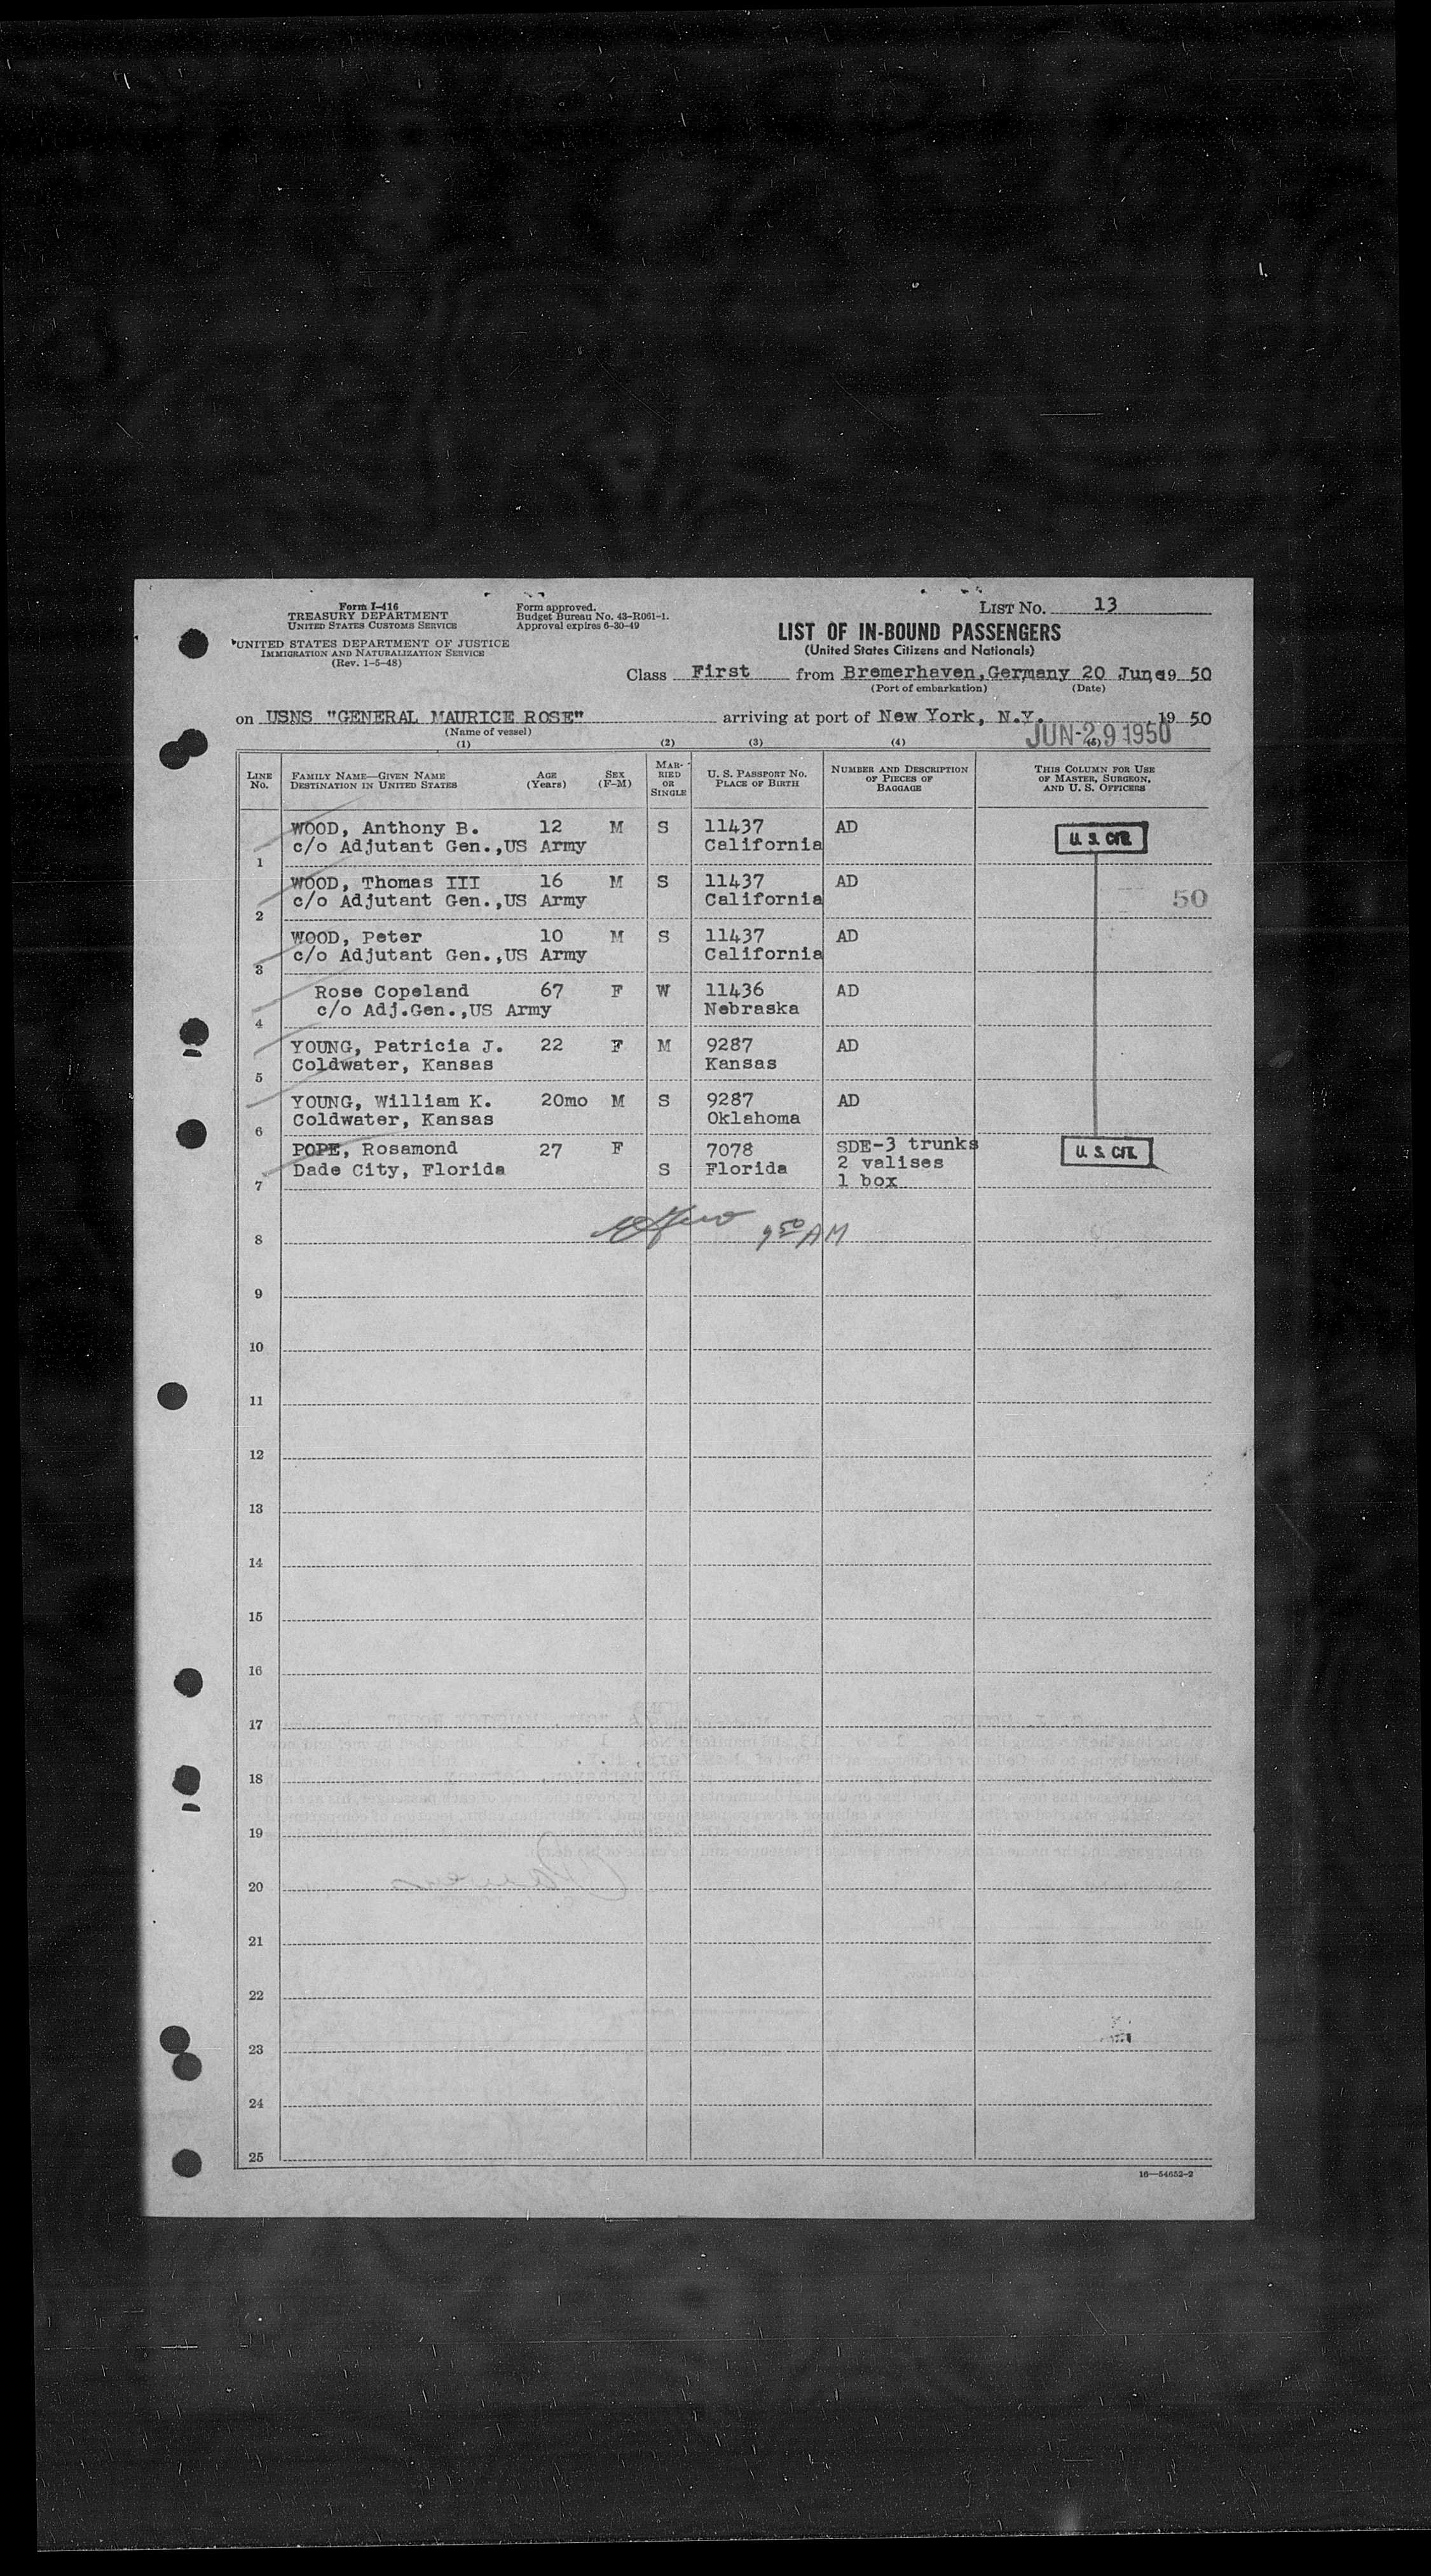 Form I-416
TREASURY DEPARTMENT
UNITED STATES CUSTOMS SERVICE
UNITED STATES DEPARTMENT OF JUSTICE
IMMIGRATION AND NATURALIZATION SERVICE
(Rev. 1-5-48)
Form approved.
Budget Bureau No. 43-R061-1.
Approval expires 6-30-49
LIST NO. 13
LIST OF IN-BOUND PASSENGERS
(United States Citizens and Nationals)
Class First from Bremerhaven, Germany 20 June 19 50
(Port of embarkation) (Date)
on USNS "GENERAL MAURICE ROSE" arriving at port of New York, N.Y. 19 50
(Name of vessel)
JUN 29 1950
(1) (2) (3) (4) (5)
LINE NO.
FAMILY NAME—GIVEN NAME
DESTINATION IN UNITED STATES
AGE (Years)
SEX (F-M)
MARRIED OR SINGLE
U. S. PASSPORT NO.
PLACE OF BIRTH
NUMBER AND DESCRIPTION OF PIECES OF BAGGAGE
THIS COLUMN FOR USE OF MASTER, SURGEON, AND U. S. OFFICERS
WOOD, Anthony B. 12 M S 11437 AD U. S. CIT.
1 c/o Adjutant Gen.,US Army California
WOOD, Thomas III 16 M S 11437 AD
2 c/o Adjutant Gen.,US Army California 50
WOOD, Peter 10 M S 11437 AD
3 c/o Adjutant Gen.,US Army California
Rose Copeland 67 F W 11436 AD
4 c/o Adj.Gen.,US Army Nebraska
YOUNG, Patricia J. 22 F M 9287 AD
5 Coldwater, Kansas Kansas
YOUNG, William K. 20mo M S 9287 AD
6 Coldwater, Kansas Oklahoma
POPE, Rosamond 27 F 7078 SDE-3 trunks U. S. CIT.
Dade City, Florida S Florida 2 valises
7 1 box
9 50 AM
8
9
10
11
12
13
14
15
16
17
18
19
20
21
22
23
24
25
16—54652-2